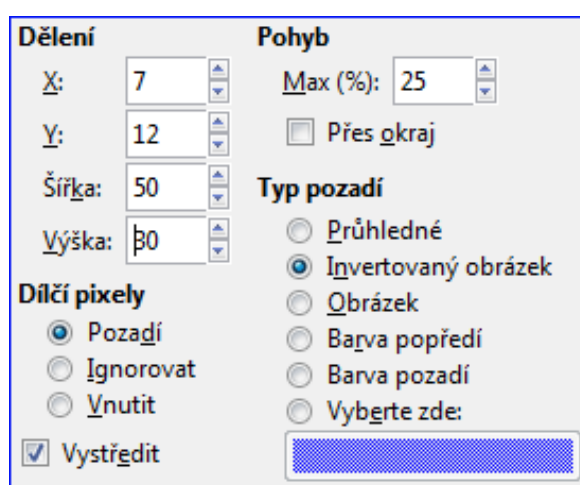 Dělení
X: 7
Y: 12
Šířka: 50
Výška: 30
Dílčí pixely
Pozadí
Ignorovat
Vnutit
Vystředit
Pohyb
Max (%): 25
Přes okraj
Typ pozadí
Průhledné
Invertovaný obrázek
Obrázek
Barva popředí
Barva pozadí
Vyberte zde: